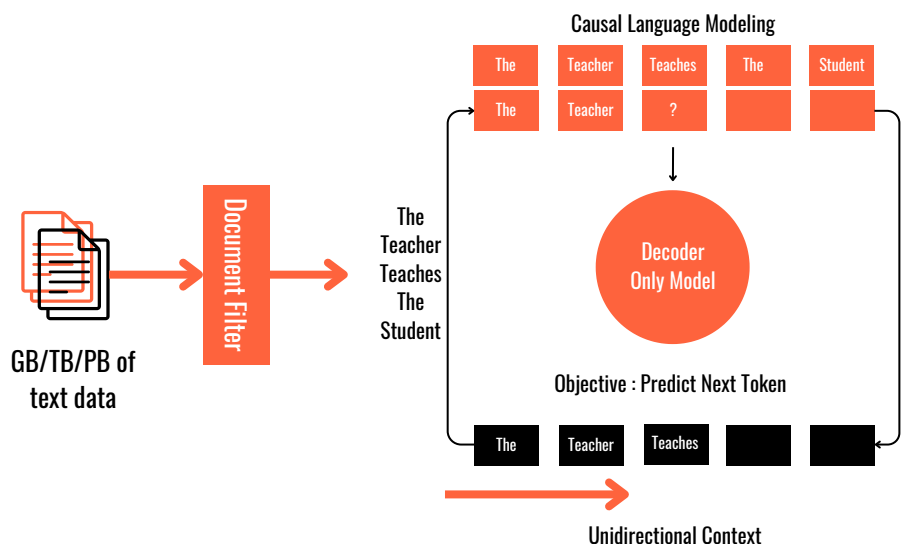 Causal Language Modeling
The Teacher Teaches The Student
The Teacher ?
Document Filter
The
Teacher
Teaches
The
Student
Decoder
Only Model
GB/TB/PB of
text data
Objective : Predict Next Token
The Teacher Teaches
Unidirectional Context